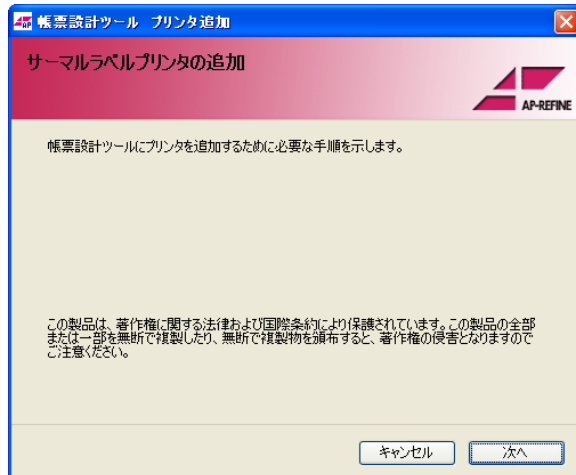 帳票設計ツール プリンタ追加
サーマルラベルプリンタの追加
AP-REFINE
帳票設計ツールにプリンタを追加するために必要な手順を示します。
この製品は、著作権に関する法律および国際条約により保護されています。この製品の全部
または一部を無断で複製したり、無断で複製物を頒布すると、著作権の侵害となりますので
ご注意ください。
キャンセル
次へ